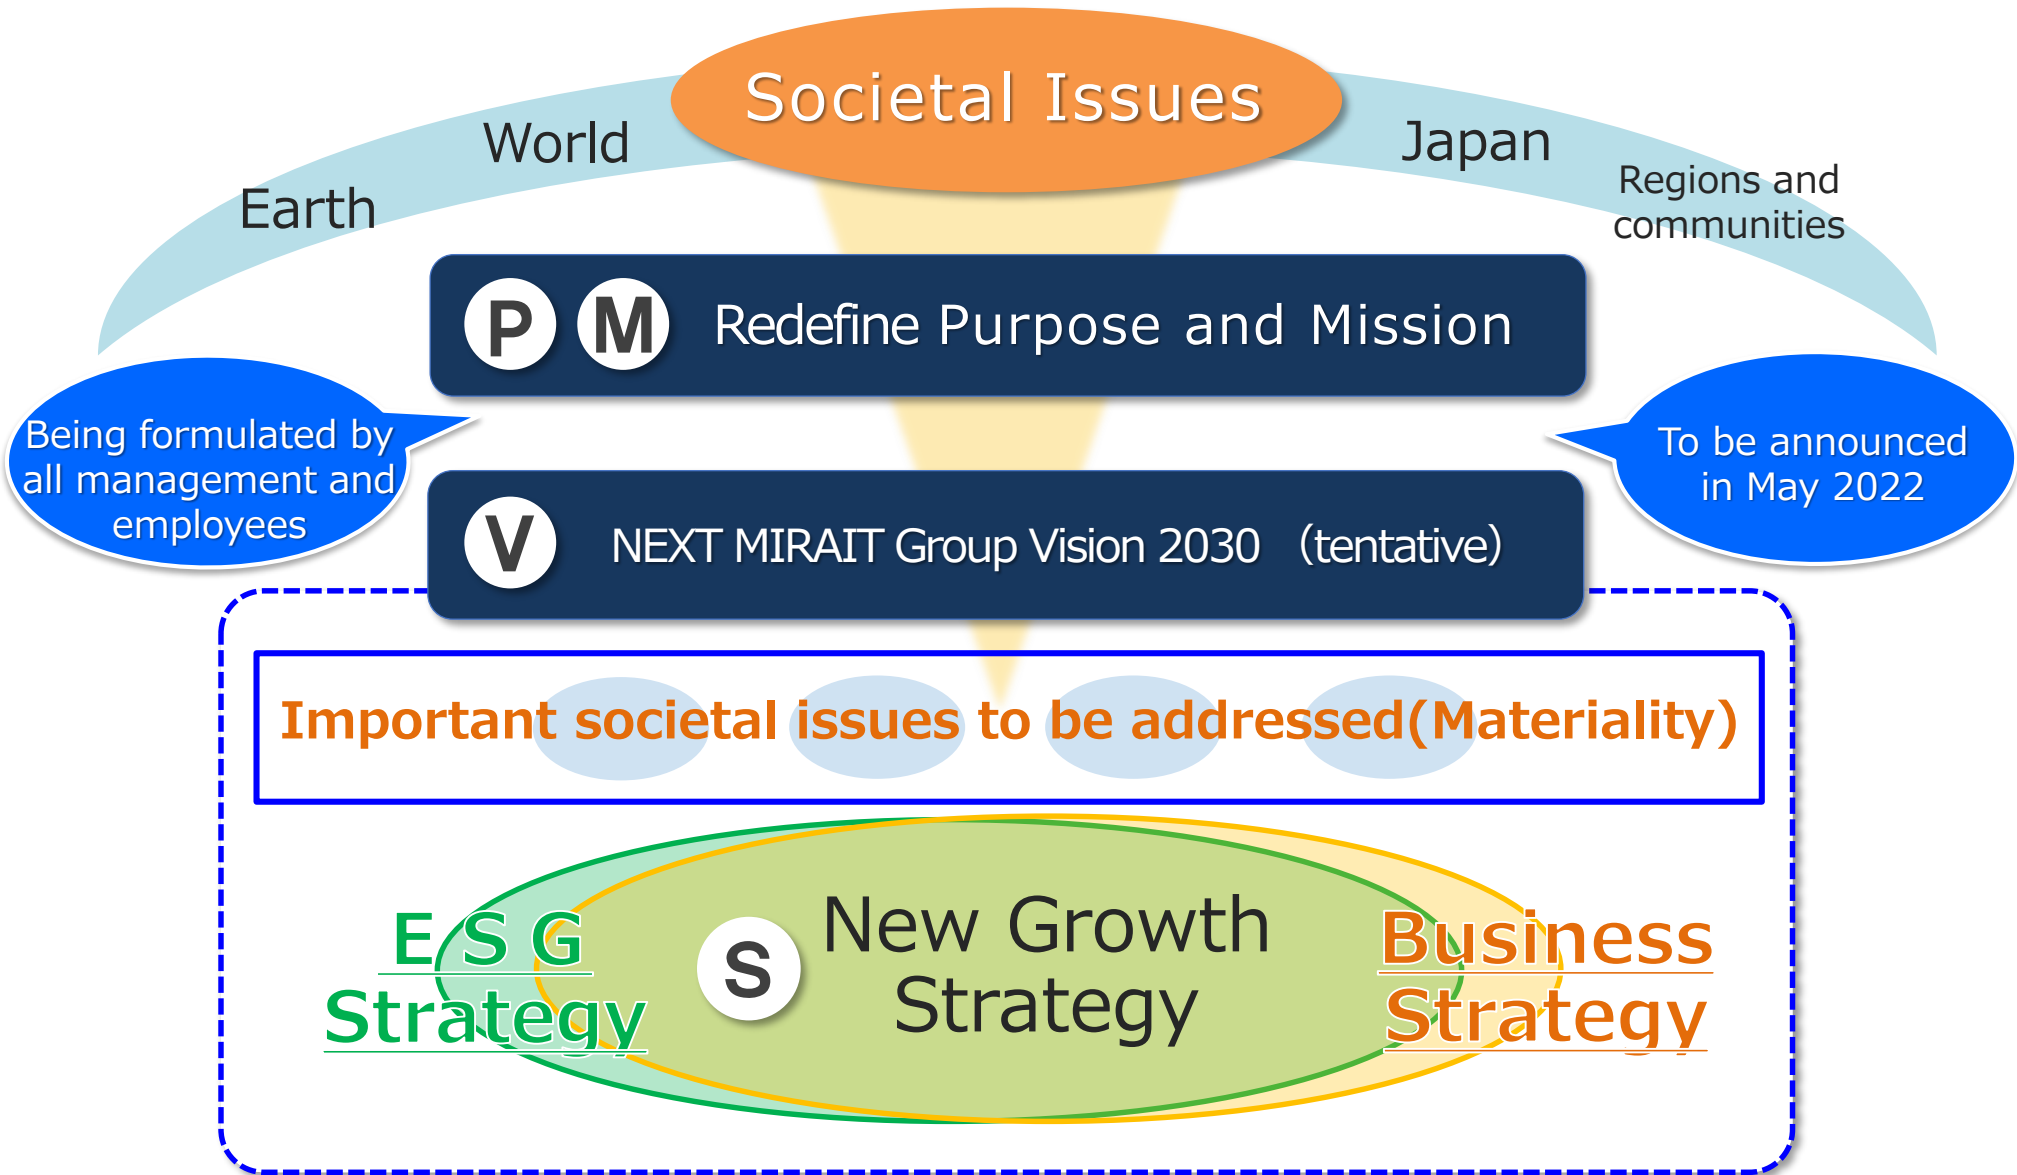 Societal Issues
World
Japan
Earth
Regions and
communities
P M Redefine Purpose and Mission
Being formulated by
all management and
employees
To be announced
in May 2022
V NEXT MIRAIT Group Vision 2030 （tentative）
Important societal issues to be addressed(Materiality)
E S G
Strategy
S
New Growth
Strategy
Business
Strategy